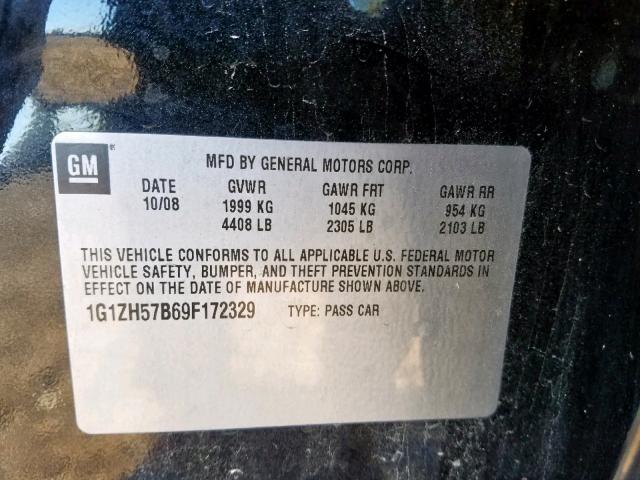 GM
MFD BY GENERAL MOTORS CORP.
DATE GVWR GAWR FRT GAWR RR
10/08 1999 KG 1045 KG 954 KG
4408 LB 2305 LB 2103 LB
THIS VEHICLE CONFORMS TO ALL APPLICABLE U.S. FEDERAL MOTOR
VEHICLE SAFETY, BUMPER, AND THEFT PREVENTION STANDARDS IN
EFFECT ON THE DATE OF MANUFACTURE SHOWN ABOVE.
1G1ZH57B69F172329 TYPE: PASS CAR